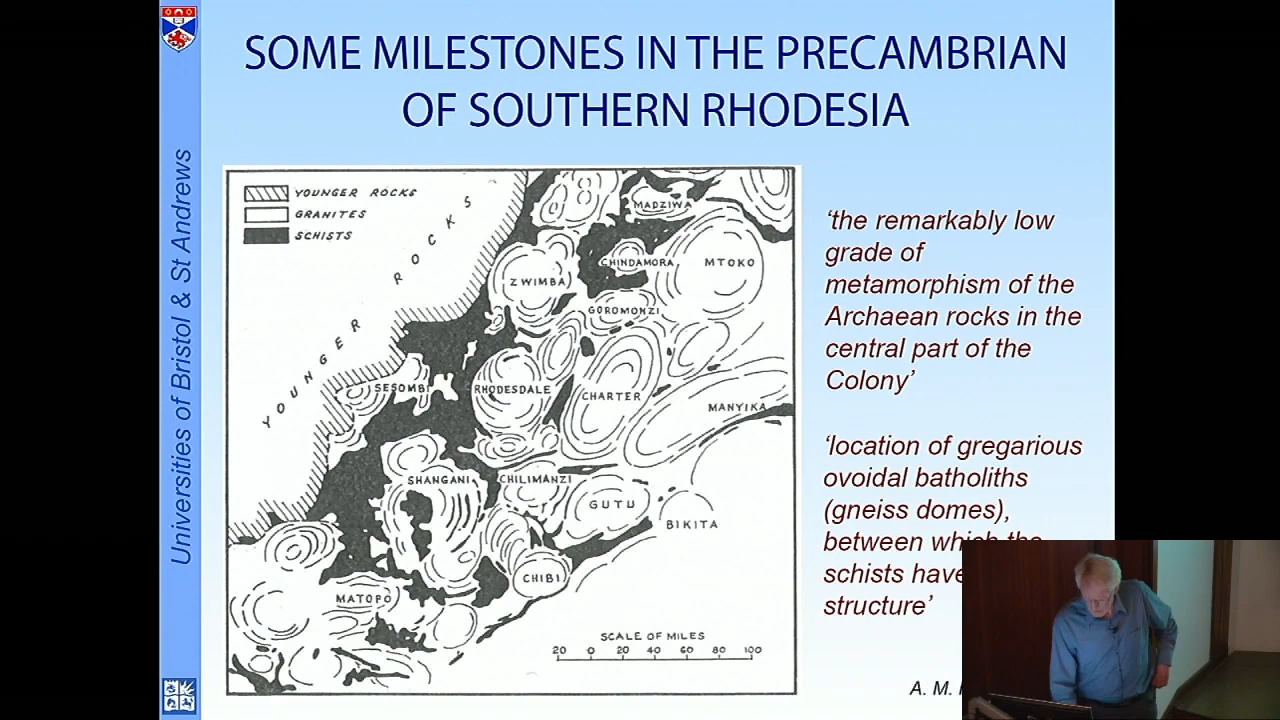 SOME MILESTONES IN THE PRECAMBRIAN
OF SOUTHERN RHODESIA
Universities of Bristol & St Andrews
YOUNGER ROCKS
GRANITES
SCHISTS
YOUNGER ROCKS
MADZIWA
CHINDAMORA
MTOKO
ZWIMBA
GOROMONZI
SESOMBI
RHODESDALE
CHARTER
MANYIKA
SHANGANI
CHILIMANZI
GUTU
BIKITA
CHIBI
MATOPO
SCALE OF MILES
20 0 20 40 60 80 100
‘the remarkably low
grade of
metamorphism of the
Archaean rocks in the
central part of the
Colony’
‘location of gregarious
ovoidal batholiths
(gneiss domes),
between which the
schists have
structure’
A. M.